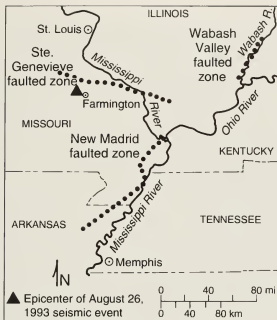 ILLINOIS
St. Louis
Wabash
Valley
faulted
zone
Wabash R.
Ste.
Genevieve
faulted zone
Mississippi
River
Farmington
Ohio River
MISSOURI
New Madrid
faulted zone
KENTUCKY
Mississippi River
ARKANSAS
TENNESSEE
N
Memphis
Epicenter of August 26,
1993 seismic event
0 40 80 mi
0 40 80 km